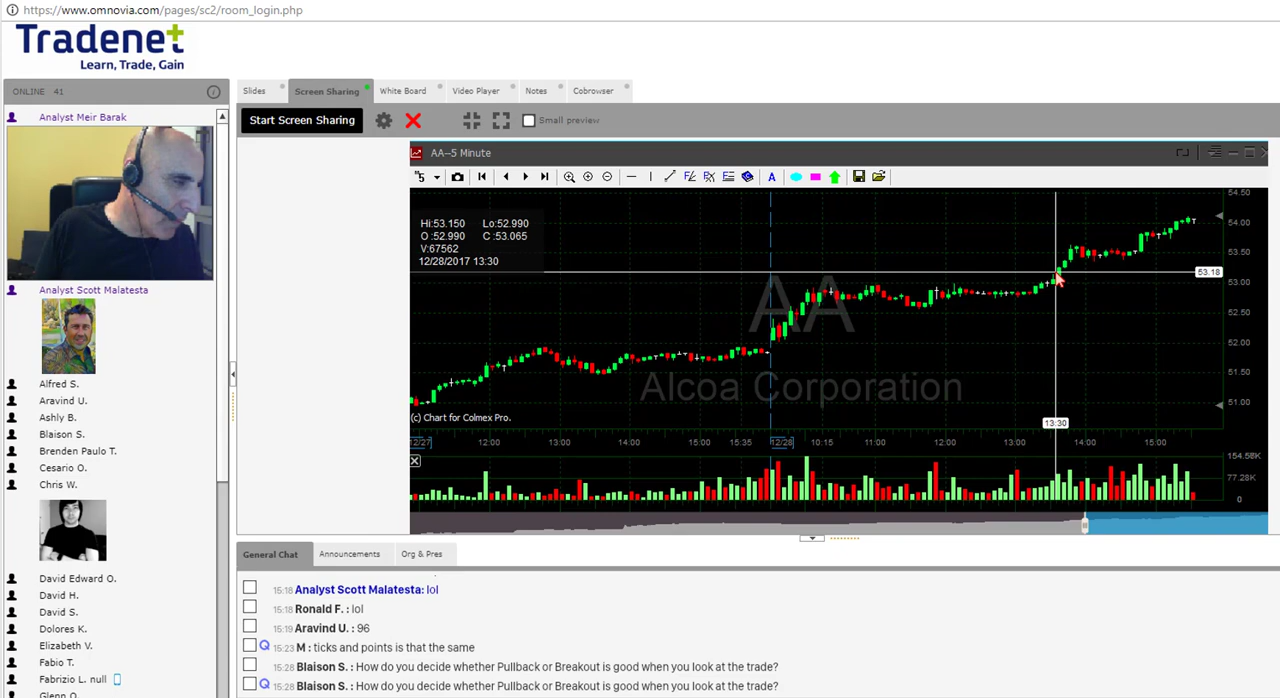 https://www.omnovia.com/pages/sc2/room_login.php
Tradenet
Learn, Trade, Gain
ONLINE 41
Slides
Screen Sharing
White Board
Video Player
Notes
Cobrowser
Start Screen Sharing
Small preview
Analyst Meir Barak
Analyst Scott Malatesta
Alfred S.
Aravind U.
Ashly B.
Blaison S.
Brenden Paulo T.
Cesario O.
Chris W.
David Edward O.
David H.
David S.
Dolores K.
Elizabeth V.
Fabio T.
Fabrizio L. null
Glenn O.
AA--5 Minute
5
A
Hi:53.150 Lo:52.990
O :52.990 C :53.065
V:67562
12/28/2017 13:30
AA
Alcoa Corporation
(c) Chart for Colmex Pro.
54.50
54.00
53.50
53.18
53.00
52.50
52.00
51.50
51.00
13:30
12/27 12:00 13:00 14:00 15:00 15:35 12/28 10:15 11:00 12:00 13:00 14:00 15:00
154.58K
77.28K
0
General Chat
Announcements
Org & Pres
15:18 Analyst Scott Malatesta: lol
15:18 Ronald F. : lol
15:19 Aravind U. : 96
Q 15:23 M : ticks and points is that the same
15:28 Blaison S. : How do you decide whether Pullback or Breakout is good when you look at the trade?
Q 15:28 Blaison S. : How do you decide whether Pullback or Breakout is good when you look at the trade?